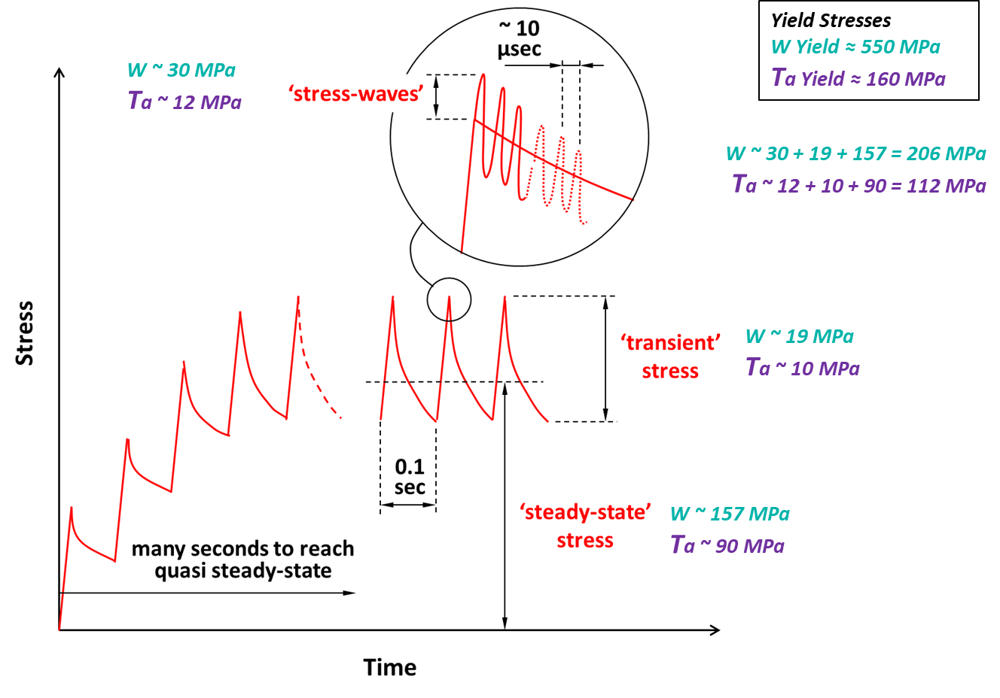 Yield Stresses
W Yield ≈ 550 MPa
Ta Yield ≈ 160 MPa
~ 10
μsec
W ~ 30 MPa
Ta ~ 12 MPa
‘stress-waves’
W ~ 30 + 19 + 157 = 206 MPa
Ta ~ 12 + 10 + 90 = 112 MPa
Stress
‘transient’
stress
W ~ 19 MPa
Ta ~ 10 MPa
0.1
sec
‘steady-state’
stress
W ~ 157 MPa
Ta ~ 90 MPa
many seconds to reach
quasi steady-state
Time